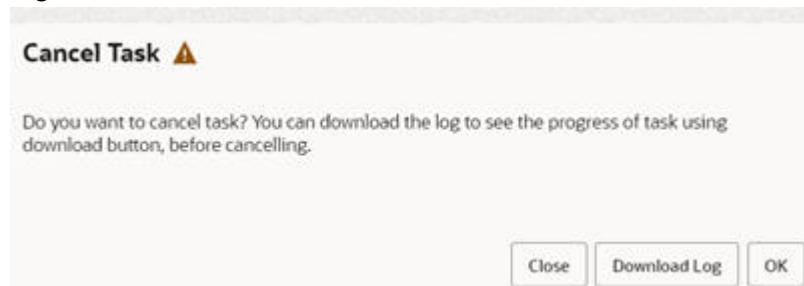 Cancel Task
Do you want to cancel task? You can download the log to see the progress of task using
download button, before cancelling.
Close Download Log OK